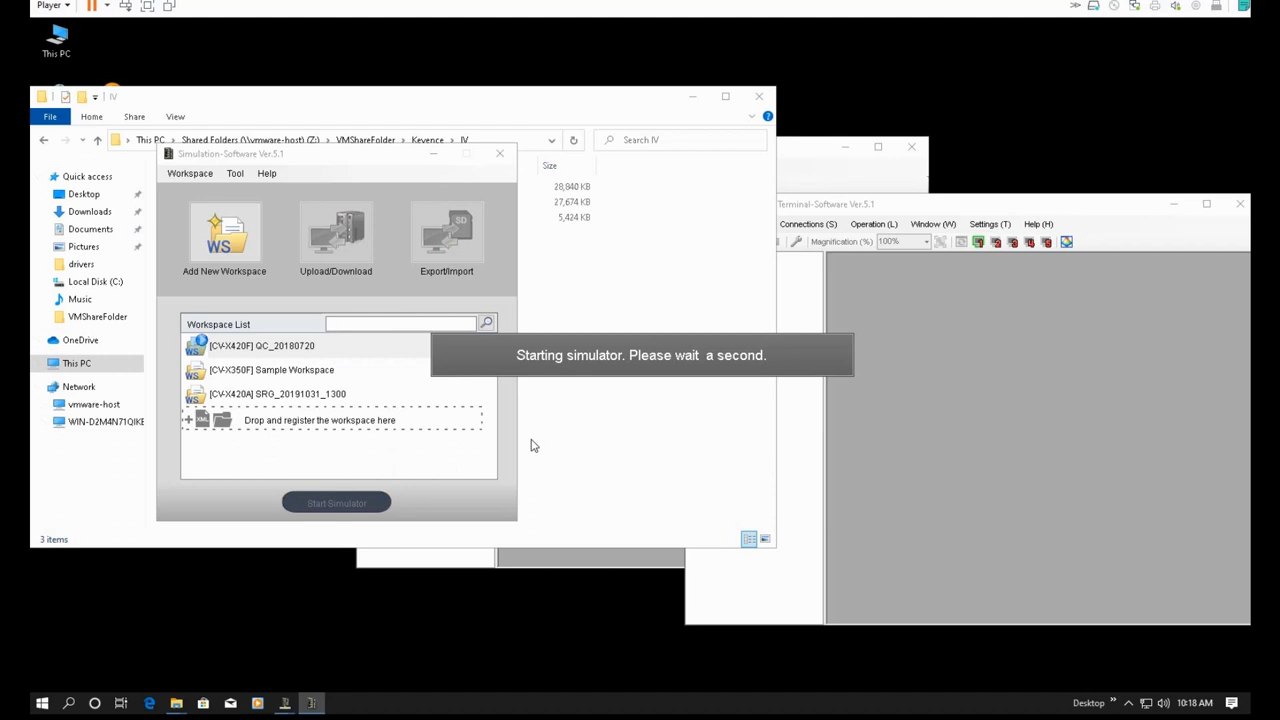 Player
This PC
IV
File Home Share View
This PC Shared Folders (\\vmware-host) (Z:) VMShareFolder Keyence IV
Search IV
Simulation-Software Ver.5.1
Workspace Tool Help
Add New Workspace
Upload/Download
Export/Import
Workspace List
[CV-X420F] QC_20180720
[CV-X350F] Sample Workspace
[CV-X420A] SRG_20191031_1300
Drop and register the workspace here
Start Simulator
Quick access
Desktop
Downloads
Documents
Pictures
drivers
Local Disk (C:)
Music
VMShareFolder
OneDrive
This PC
Network
vmware-host
WIN-D2M4N71QIKE
Size
28,840 KB
27,674 KB
5,424 KB
Starting simulator. Please wait a second.
Terminal-Software Ver.5.1
Connections (S) Operation (L) Window (W) Settings (T) Help (H)
Magnification (%) 100%
3 items
Desktop
10:18 AM